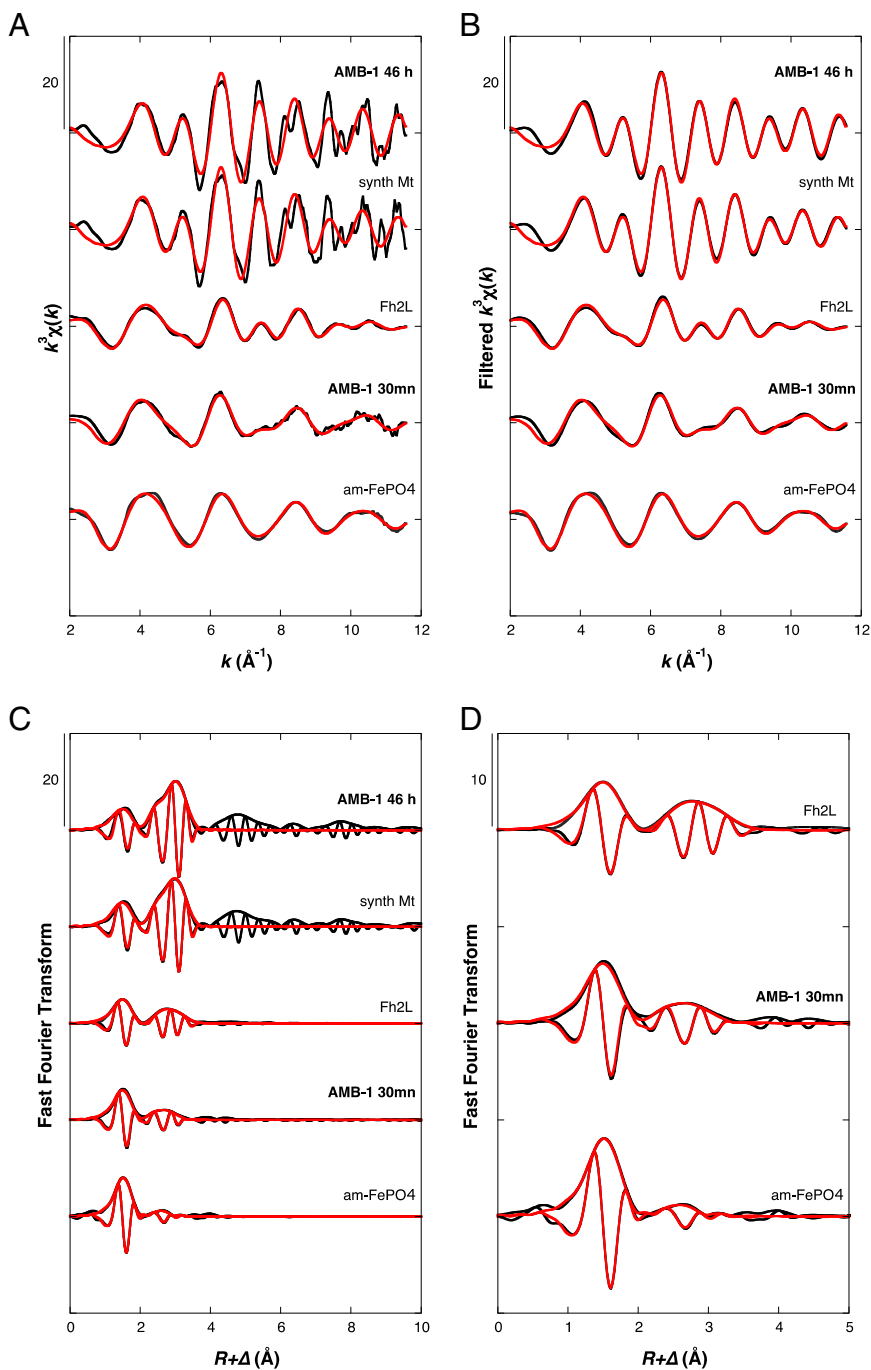 A
20
AMB-1 46 h
synth Mt
Fh2L
AMB-1 30mn
am-FePO4
k³χ(k)
2 4 6 8 10 12
k (Å⁻¹)
B
20
AMB-1 46 h
synth Mt
Fh2L
AMB-1 30mn
am-FePO4
Filtered k³χ(k)
2 4 6 8 10 12
k (Å⁻¹)
C
20
AMB-1 46 h
synth Mt
Fh2L
AMB-1 30mn
am-FePO4
Fast Fourier Transform
0 2 4 6 8 10
R+Δ (Å)
D
10
Fh2L
AMB-1 30mn
am-FePO4
Fast Fourier Transform
0 1 2 3 4 5
R+Δ (Å)